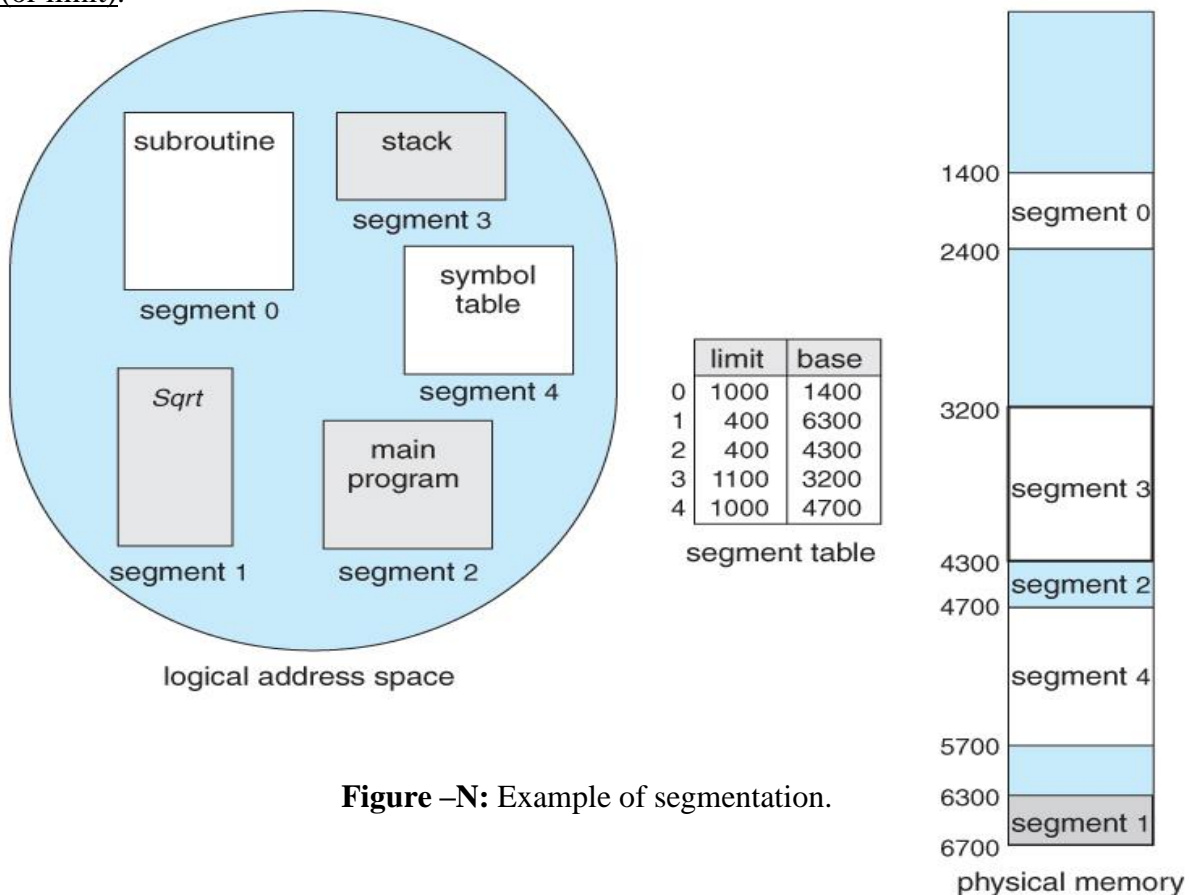 (or limit).
subroutine
segment 0
stack
segment 3
symbol
table
segment 4
Sqrt
segment 1
main
program
segment 2
logical address space
limit base
0 1000 1400
1 400 6300
2 400 4300
3 1100 3200
4 1000 4700
segment table
1400
segment 0
2400
3200
segment 3
4300
segment 2
4700
segment 4
5700
6300
segment 1
6700
physical memory
Figure –N: Example of segmentation.